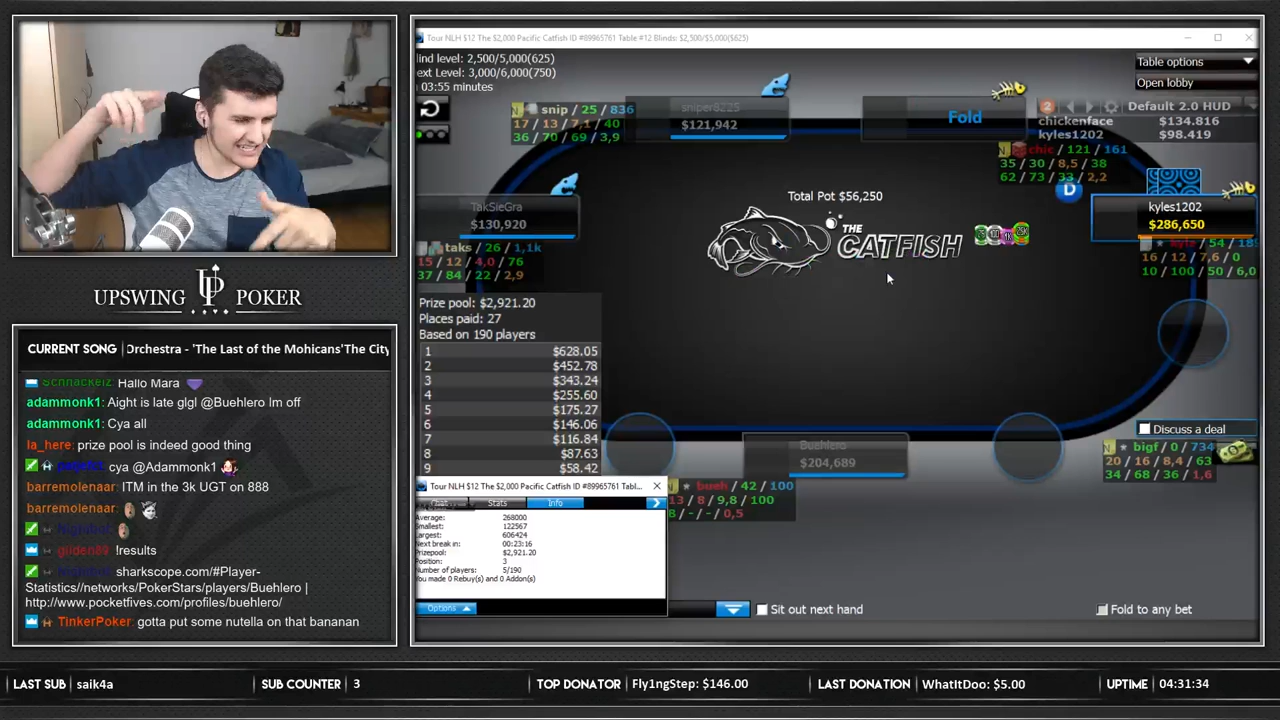 Tour NLH $12 The $2,000 Pacific Catfish ID #89965761 Table #12 Blinds: $2,500/$5,000($625)
lind level: 2,500/5,000(625)
ext Level: 3,000/6,000(750)
n 03:55 minutes
Table options
Open lobby
2 Default 2.0 HUD
chickenface $134.816
kyles1202 $98.419
snip / 25 / 836
17 / 13 / 7,1 / 40
36 / 70 / 69 / 3,9
sniper8225
$121,942
Fold
chic / 121 / 161
35 / 30 / 8,5 / 38
62 / 73 / 33 / 2,2
D
TakSieGra
$130,920
taks / 26 / 1,1k
15 / 12 / 4,0 / 76
37 / 84 / 22 / 2,9
Total Pot $56,250
THE
CATFISH
kyles1202
$286,650
16 / 12 / 7,6 / 0
10 / 100 / 50 / 6,0
UPSWING POKER
Prize pool: $2,921.20
Places paid: 27
Based on 190 players
1 $628.05
2 $452.78
3 $343.24
4 $255.60
5 $175.27
6 $146.06
7 $116.84
8 $87.63
9 $58.42
Buehlero
$204,689
bueh / 42 / 100
13 / 8 / 9,8 / 100
8 / - / - / 0,5
Discuss a deal
bigf / 0 / 734
20 / 16 / 8,4 / 63
34 / 68 / 36 / 1,6
Tour NLH $12 The $2,000 Pacific Catfish ID #89965761 Tabl...
Chat Stats Info
Average: 268000
Smallest: 122567
Largest: 606424
Next break in: 00:23:16
Prizepool: $2,921.20
Position: 3
Number of players: 5/190
You made 0 Rebuy(s) and 0 Addon(s)
Options
Sit out next hand
Fold to any bet
CURRENT SONG Orchestra - 'The Last of the Mohicans'The City
Schnackelz: Hallo Mara
adammonk1: Aight is late glgl @Buehlero Im off
adammonk1: Cya all
la_here: prize pool is indeed good thing
cya @Adammonk1
barremolenaar: ITM in the 3k UGT on 888
barremolenaar:
Nightbot:
gilden89 !results
Nightbot: sharkscope.com/#Player-
Statistics//networks/PokerStars/players/Buehlero |
http://www.pocketfives.com/profiles/buehlero/
TinkerPoker: gotta put some nutella on that bananan
LAST SUB saik4a
SUB COUNTER 3
TOP DONATOR Fly1ngStep: $146.00
LAST DONATION WhatItDoo: $5.00
UPTIME 04:31:34